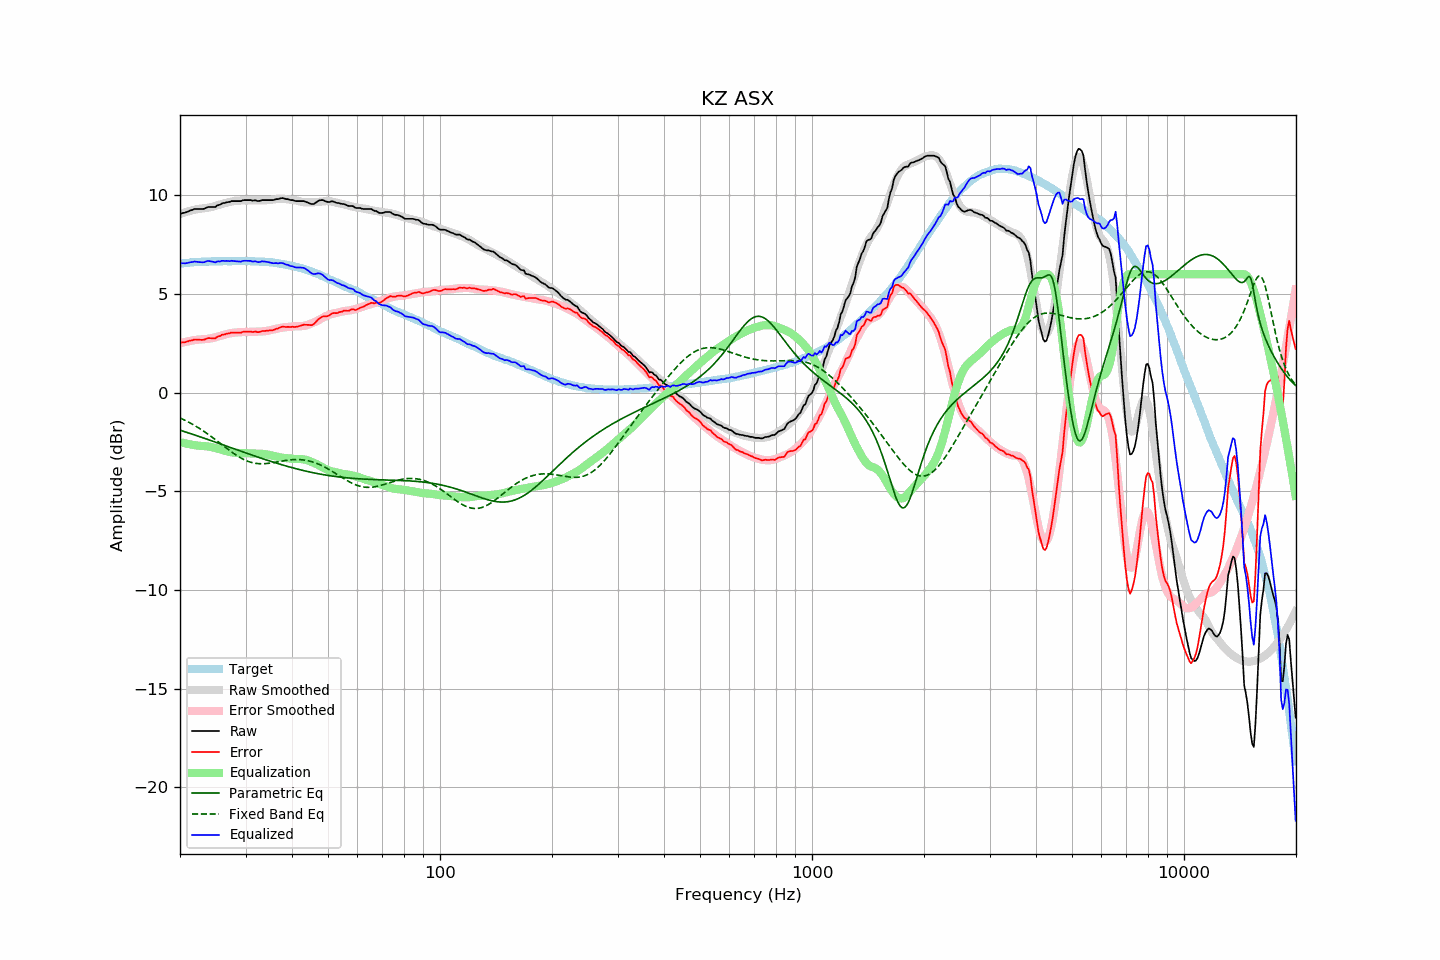 KZ ASX
Amplitude (dBr)
10
5
0
−5
−10
−15
−20
Target
Raw Smoothed
Error Smoothed
Raw
Error
Equalization
Parametric Eq
Fixed Band Eq
Equalized
100
1000
10000
Frequency (Hz)